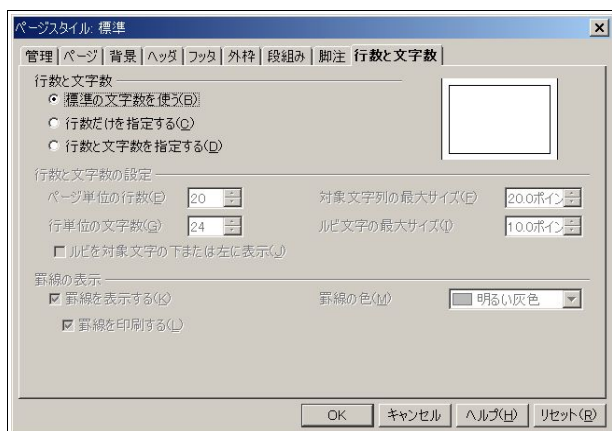 ページスタイル: 標準
管理 ページ 背景 ヘッダ フッタ 外枠 段組み 脚注 行数と文字数
行数と文字数
標準の文字数を使う(B)
行数だけを指定する(C)
行数と文字数を指定する(D)
行数と文字数の設定
ページ単位の行数(E) 20 対象文字列の最大サイズ(F) 20.0ポイン
行単位の文字数(G) 24 ルビ文字の最大サイズ(I) 10.0ポイン
ルビを対象文字の下または左に表示(J)
罫線の表示
罫線を表示する(K) 罫線の色(M) 明るい灰色
罫線を印刷する(L)
OK キャンセル ヘルプ(H) リセット(R)